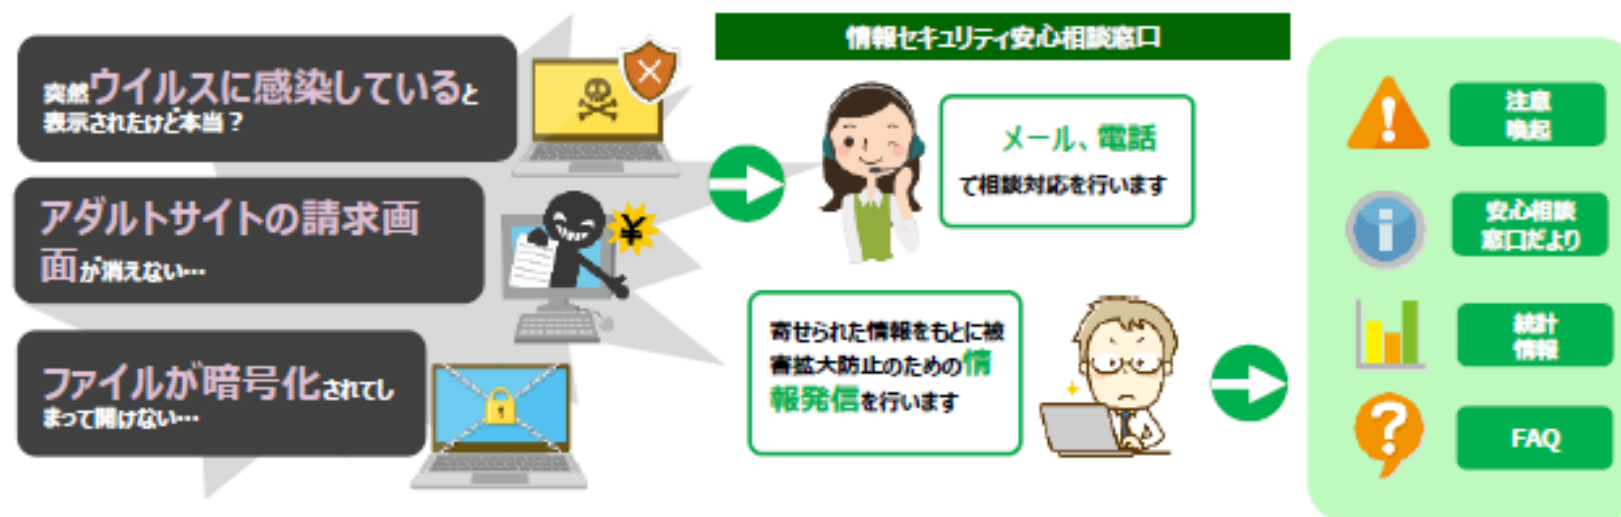 突然ウイルスに感染していると
表示されたけど本当？
アダルトサイトの請求画
面が消えない…
ファイルが暗号化されてし
まって開けない…
情報セキュリティ安心相談窓口
メール、電話
で相談対応を行います
寄せられた情報をもとに被
害拡大防止のための情
報発信を行います
注意
喚起
安心相談
窓口だより
統計
情報
FAQ